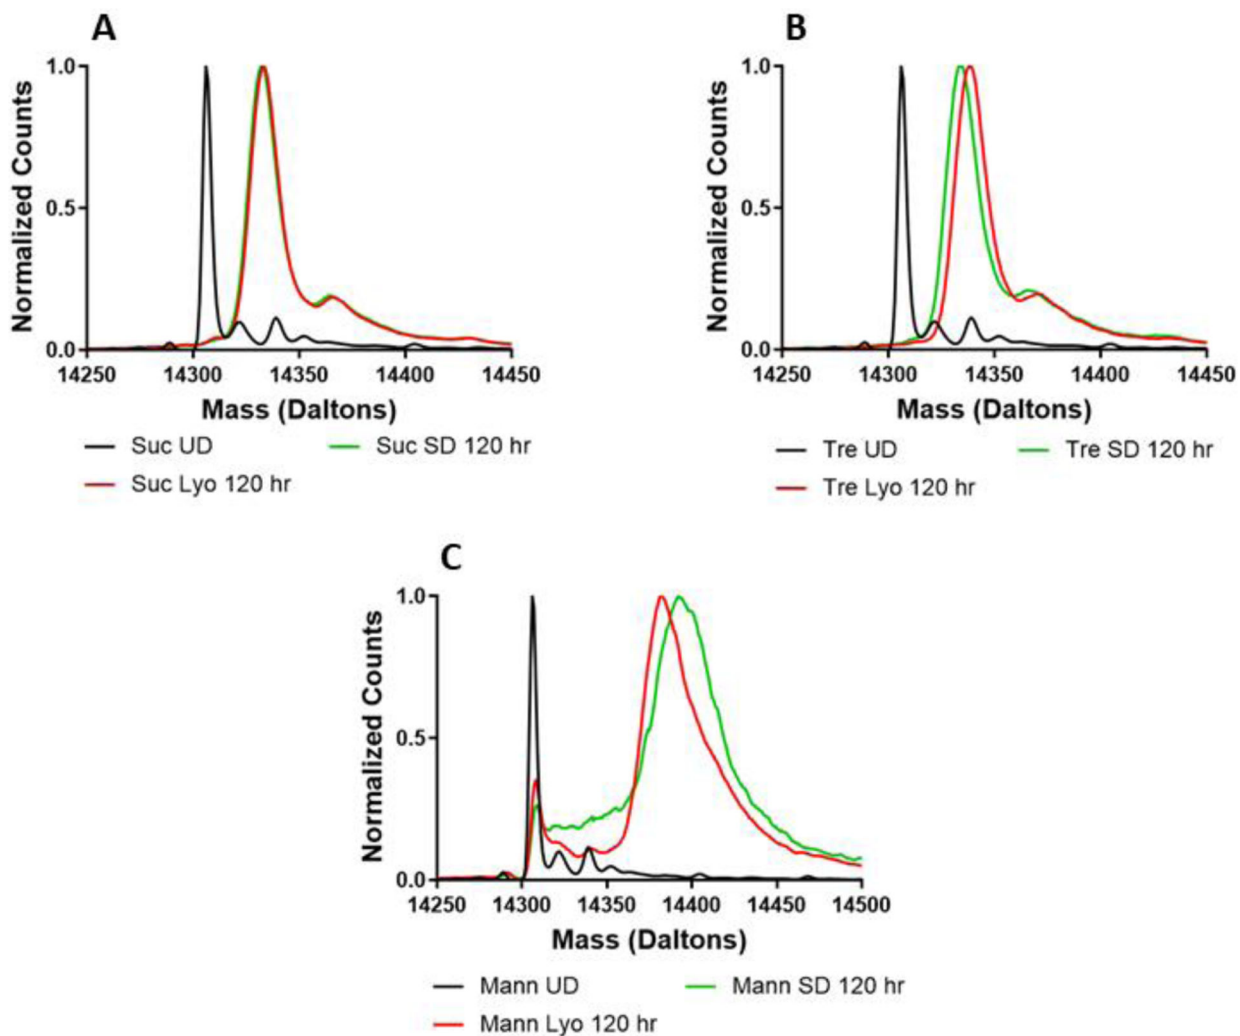 A
Normalized Counts
1.0
0.5
0.0
14250 14300 14350 14400 14450
Mass (Daltons)
Suc UD Suc SD 120 hr
Suc Lyo 120 hr
B
Normalized Counts
1.0
0.5
0.0
14250 14300 14350 14400 14450
Mass (Daltons)
Tre UD Tre SD 120 hr
Tre Lyo 120 hr
C
Normalized Counts
1.0
0.5
0.0
14250 14300 14350 14400 14450 14500
Mass (Daltons)
Mann UD Mann SD 120 hr
Mann Lyo 120 hr